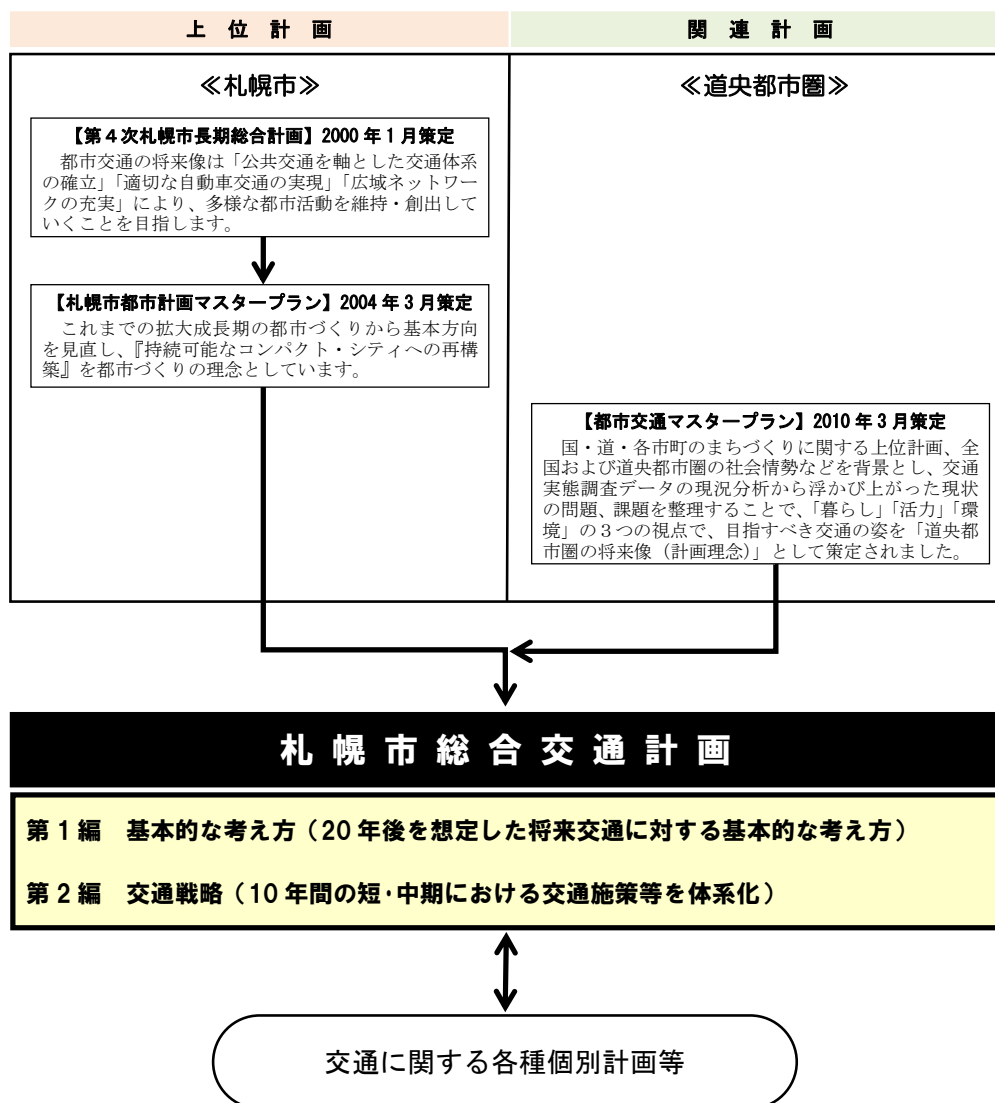 上位計画
関連計画
≪札幌市≫
【第4次札幌市長期総合計画】2000年1月策定
都市交通の将来像は「公共交通を軸とした交通体系
の確立」「適切な自動車交通の実現」「広域ネットワー
クの充実」により、多様な都市活動を維持・創出して
いくことを目指します。
【札幌市都市計画マスタープラン】2004年3月策定
これまでの拡大成長期の都市づくりから基本方向
を見直し、『持続可能なコンパクト・シティへの再構
築』を都市づくりの理念としています。
≪道央都市圏≫
【都市交通マスタープラン】2010年3月策定
国・道・各市町のまちづくりに関する上位計画、全
国および道央都市圏の社会情勢などを背景とし、交通
実態調査データの現況分析から浮かび上がった現状
の問題、課題を整理することで、「暮らし」「活力」「環
境」の3つの視点で、目指すべき交通の姿を「道央都
市圏の将来像（計画理念）」として策定されました。
札幌市総合交通計画
第1編 基本的な考え方（20年後を想定した将来交通に対する基本的な考え方）
第2編 交通戦略（10年間の短・中期における交通施策等を体系化）
交通に関する各種個別計画等